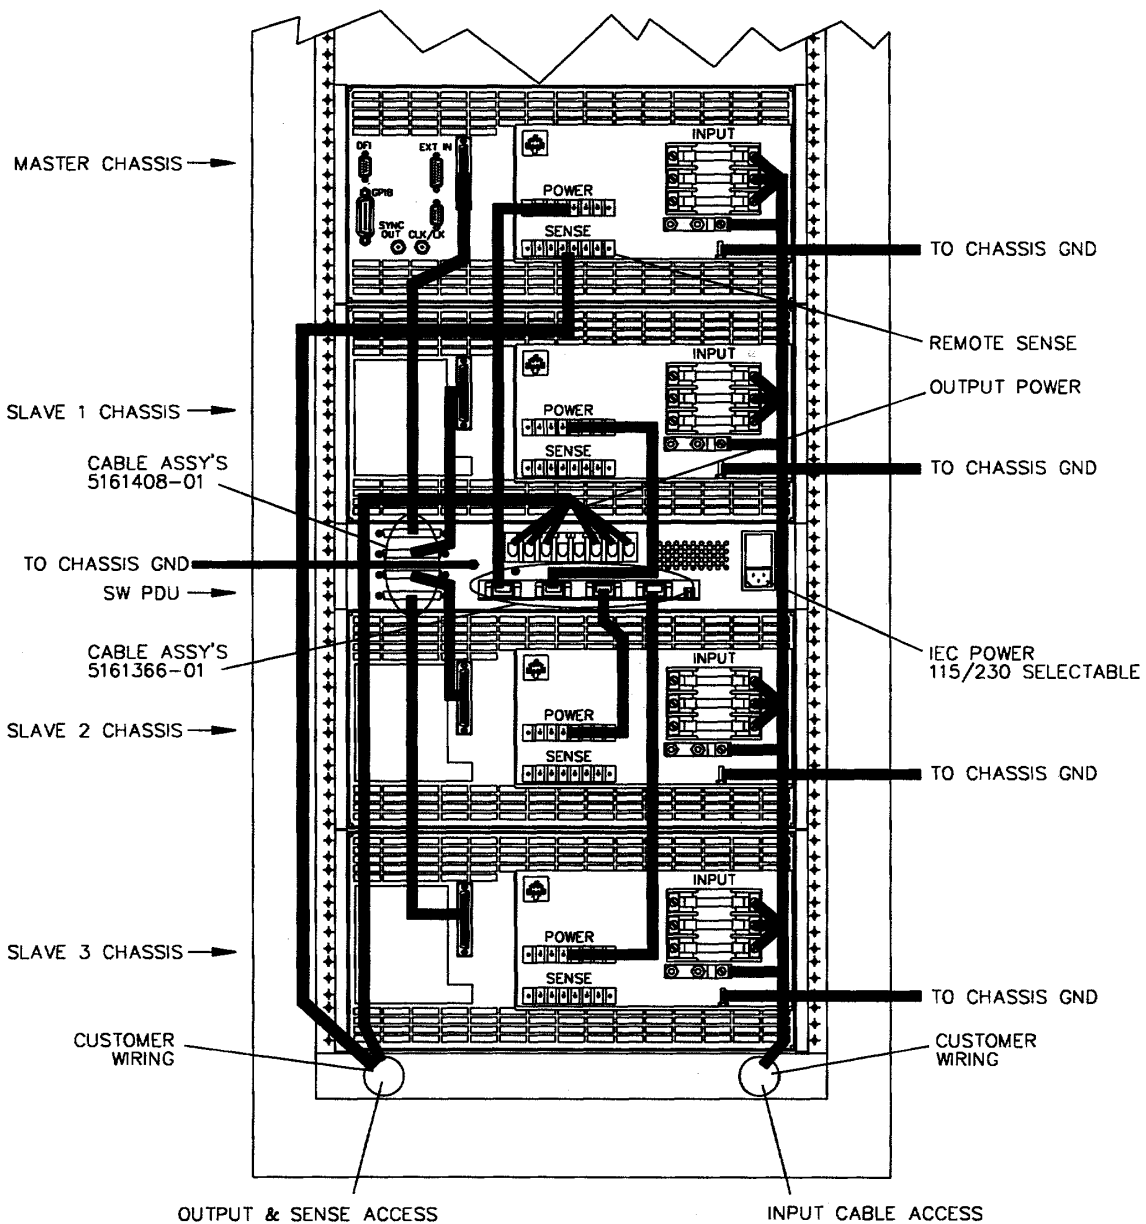 INPUT
DFI
EXT IN
MASTER CHASSIS
GPIB
POWER
SYNC
OUT
CLK/LK
SENSE
TO CHASSIS GND
REMOTE SENSE
INPUT
OUTPUT POWER
SLAVE 1 CHASSIS
POWER
CABLE ASSY'S
5161408-01
SENSE
TO CHASSIS GND
TO CHASSIS GND
SW PDU
CABLE ASSY'S
5161366-01
IEC POWER
115/230 SELECTABLE
INPUT
SLAVE 2 CHASSIS
POWER
SENSE
TO CHASSIS GND
INPUT
SLAVE 3 CHASSIS
POWER
SENSE
TO CHASSIS GND
CUSTOMER
WIRING
CUSTOMER
WIRING
OUTPUT & SENSE ACCESS
INPUT CABLE ACCESS